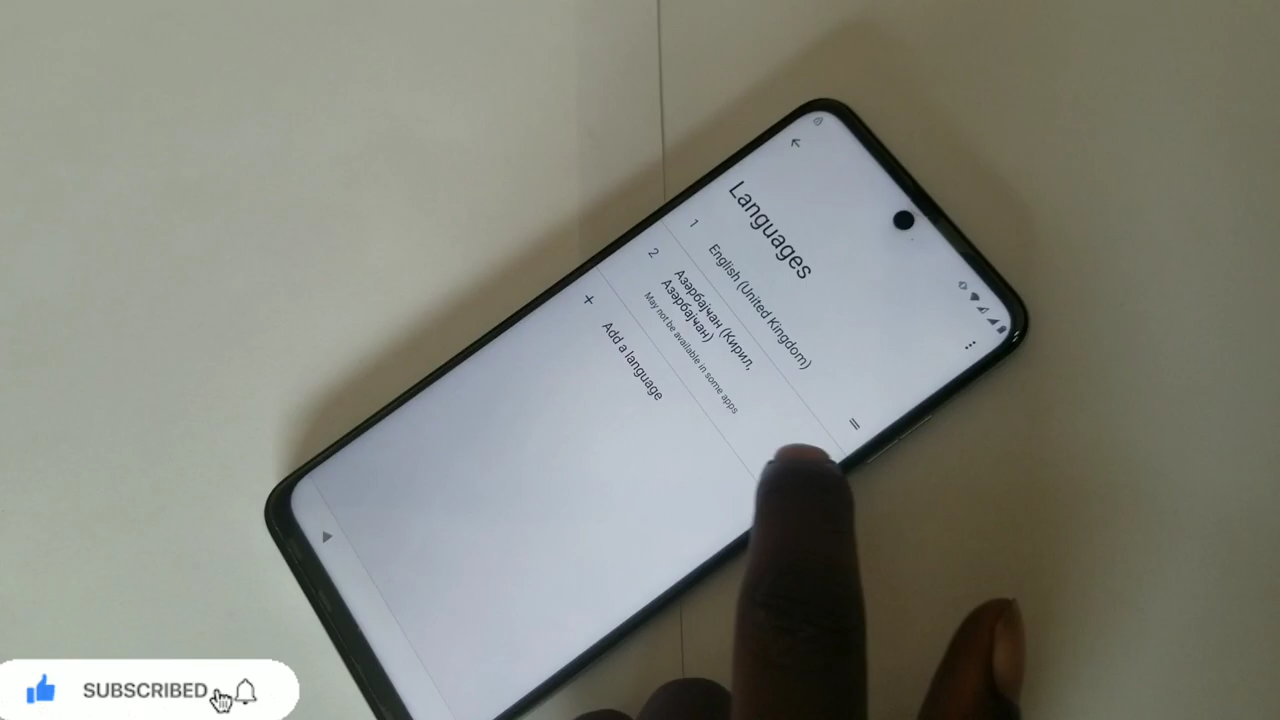 Languages
1
English (United Kingdom)
2
Азәрбајҹан (Кирил,
Азәрбајҹан)
May not be available in some apps
+
Add a language
SUBSCRIBED